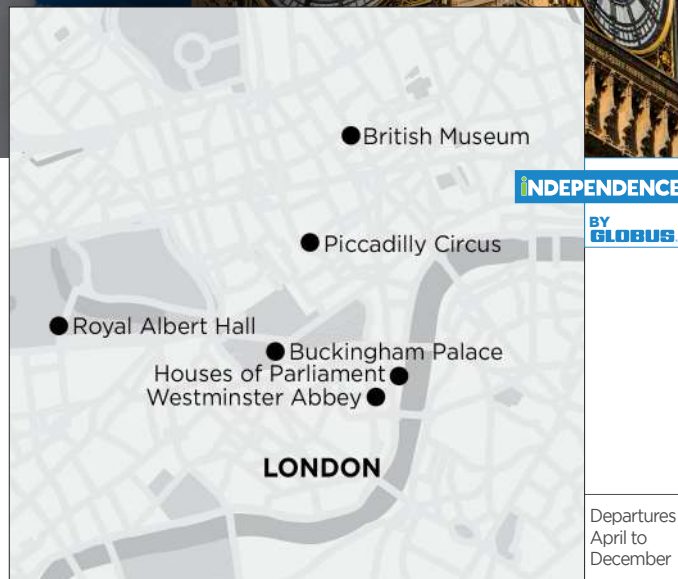 British Museum
iNDEPENDENCE
BY
GLOBUS
Piccadilly Circus
Royal Albert Hall
Buckingham Palace
Houses of Parliament
Westminster Abbey
LONDON
Departures
April to
December